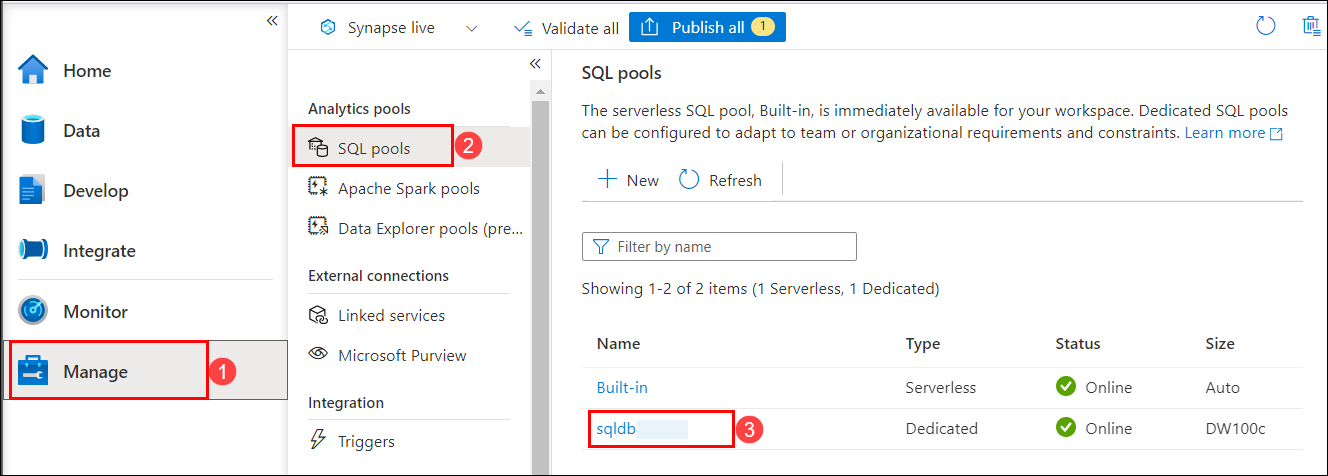 Synapse live
Validate all
Publish all 1
Home
Data
Develop
Integrate
Monitor
Manage
1
Analytics pools
SQL pools
2
Apache Spark pools
Data Explorer pools (pre...
External connections
Linked services
Microsoft Purview
Integration
Triggers
SQL pools
The serverless SQL pool, Built-in, is immediately available for your workspace. Dedicated SQL pools
can be configured to adapt to team or organizational requirements and constraints. Learn more
New Refresh
Filter by name
Showing 1-2 of 2 items (1 Serverless, 1 Dedicated)
Name Type Status Size
Built-in Serverless Online Auto
sqldb 3 Dedicated Online DW100c